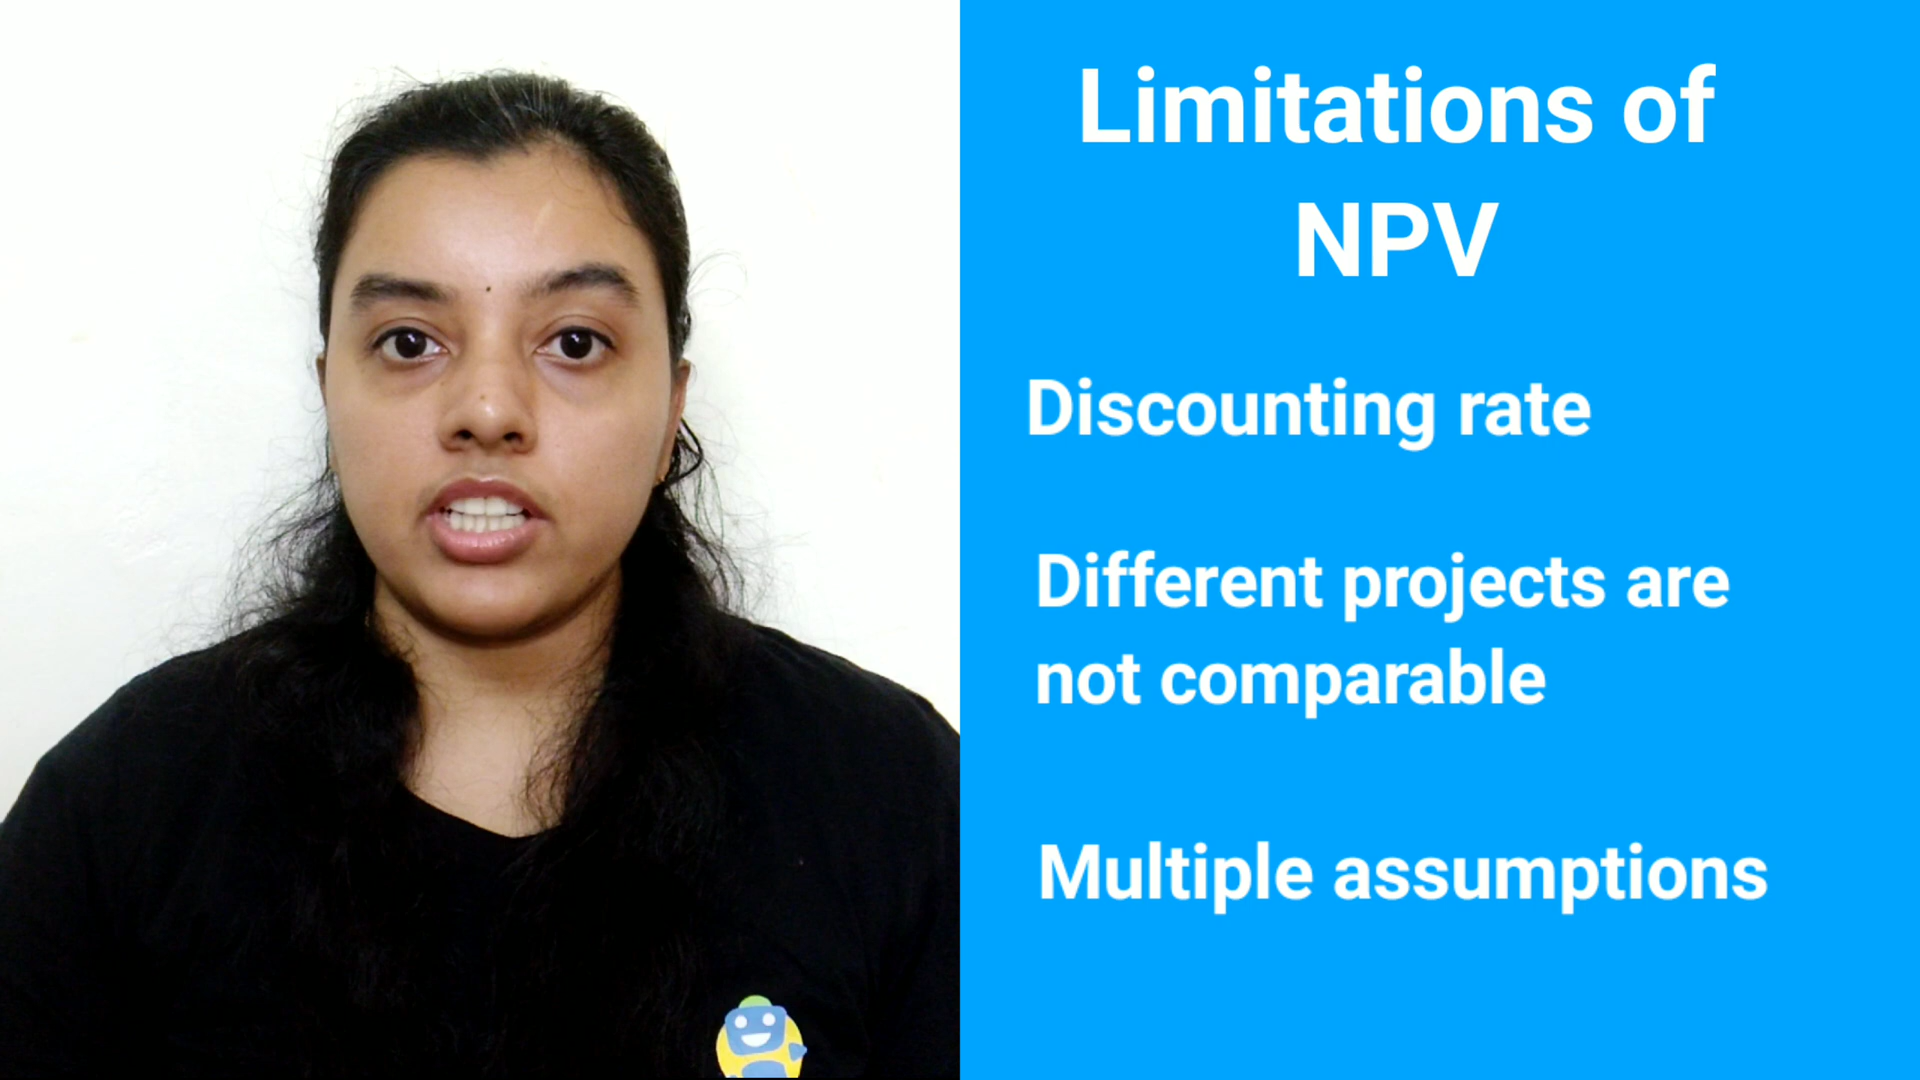 Limitations of
NPV
Discounting rate
Different projects are
not comparable
Multiple assumptions